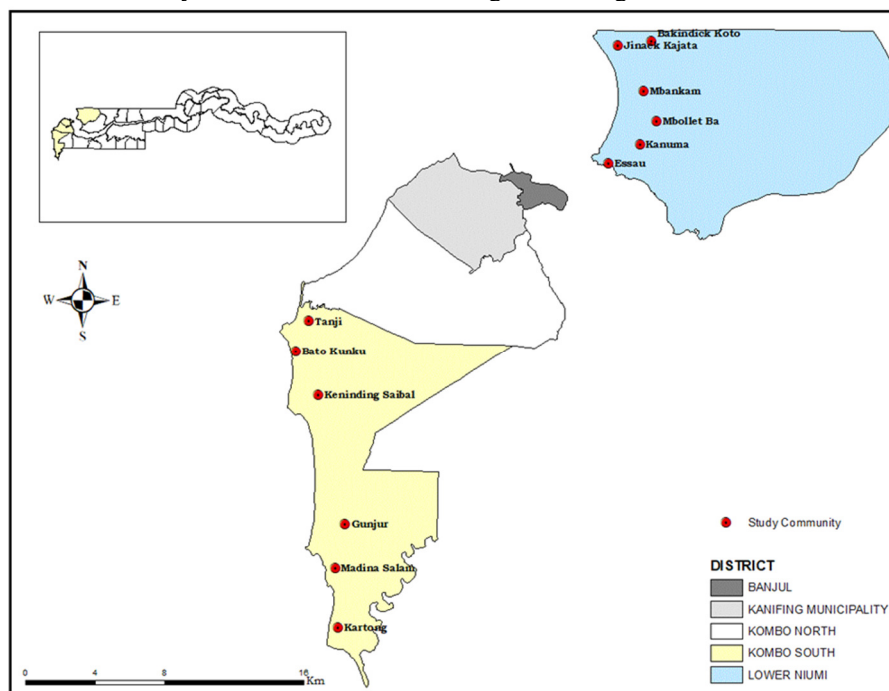 Bakindick Koto
Jinack Kajata
Mbankam
Mbollet Ba
Kanuma
Essau
N
W E
S
Tanji
Bato Kunku
Keninding Saibal
Gunjur
Madina Salam
Kartong
Study Community
DISTRICT
BANJUL
KANIFING MUNICIPALITY
KOMBO NORTH
KOMBO SOUTH
LOWER NIUMI
0 4 8 16
Km